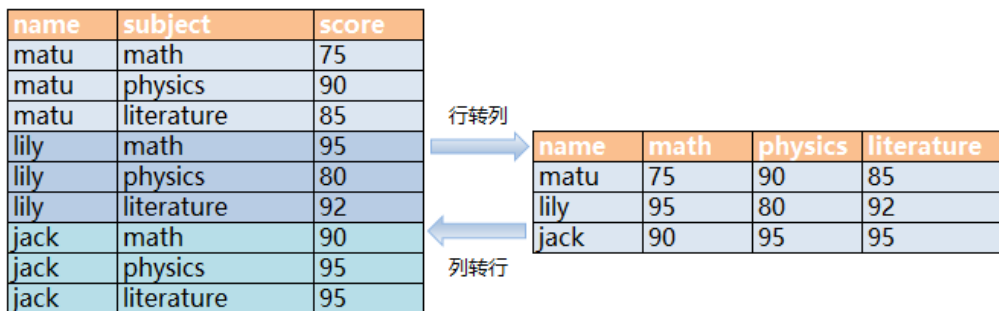 name subject score
matu math 75
matu physics 90
matu literature 85
lily math 95
lily physics 80
lily literature 92
jack math 90
jack physics 95
jack literature 95
行转列
列转行
name math physics literature
matu 75 90 85
lily 95 80 92
jack 90 95 95